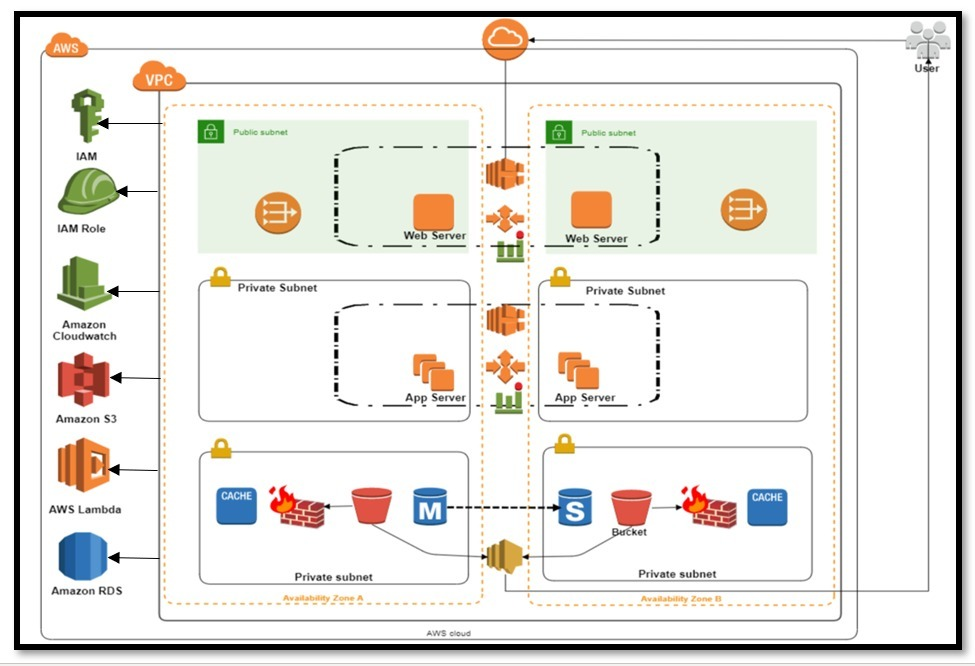 AWS
User
VPC
IAM
IAM Role
Amazon
Cloudwatch
Amazon S3
AWS Lambda
Amazon RDS
Public subnet
Public subnet
Web Server
Web Server
Private Subnet
Private Subnet
App Server
App Server
CACHE
M
S
CACHE
Bucket
Private subnet
Private subnet
Availability Zone A
Availability Zone B
AWS cloud